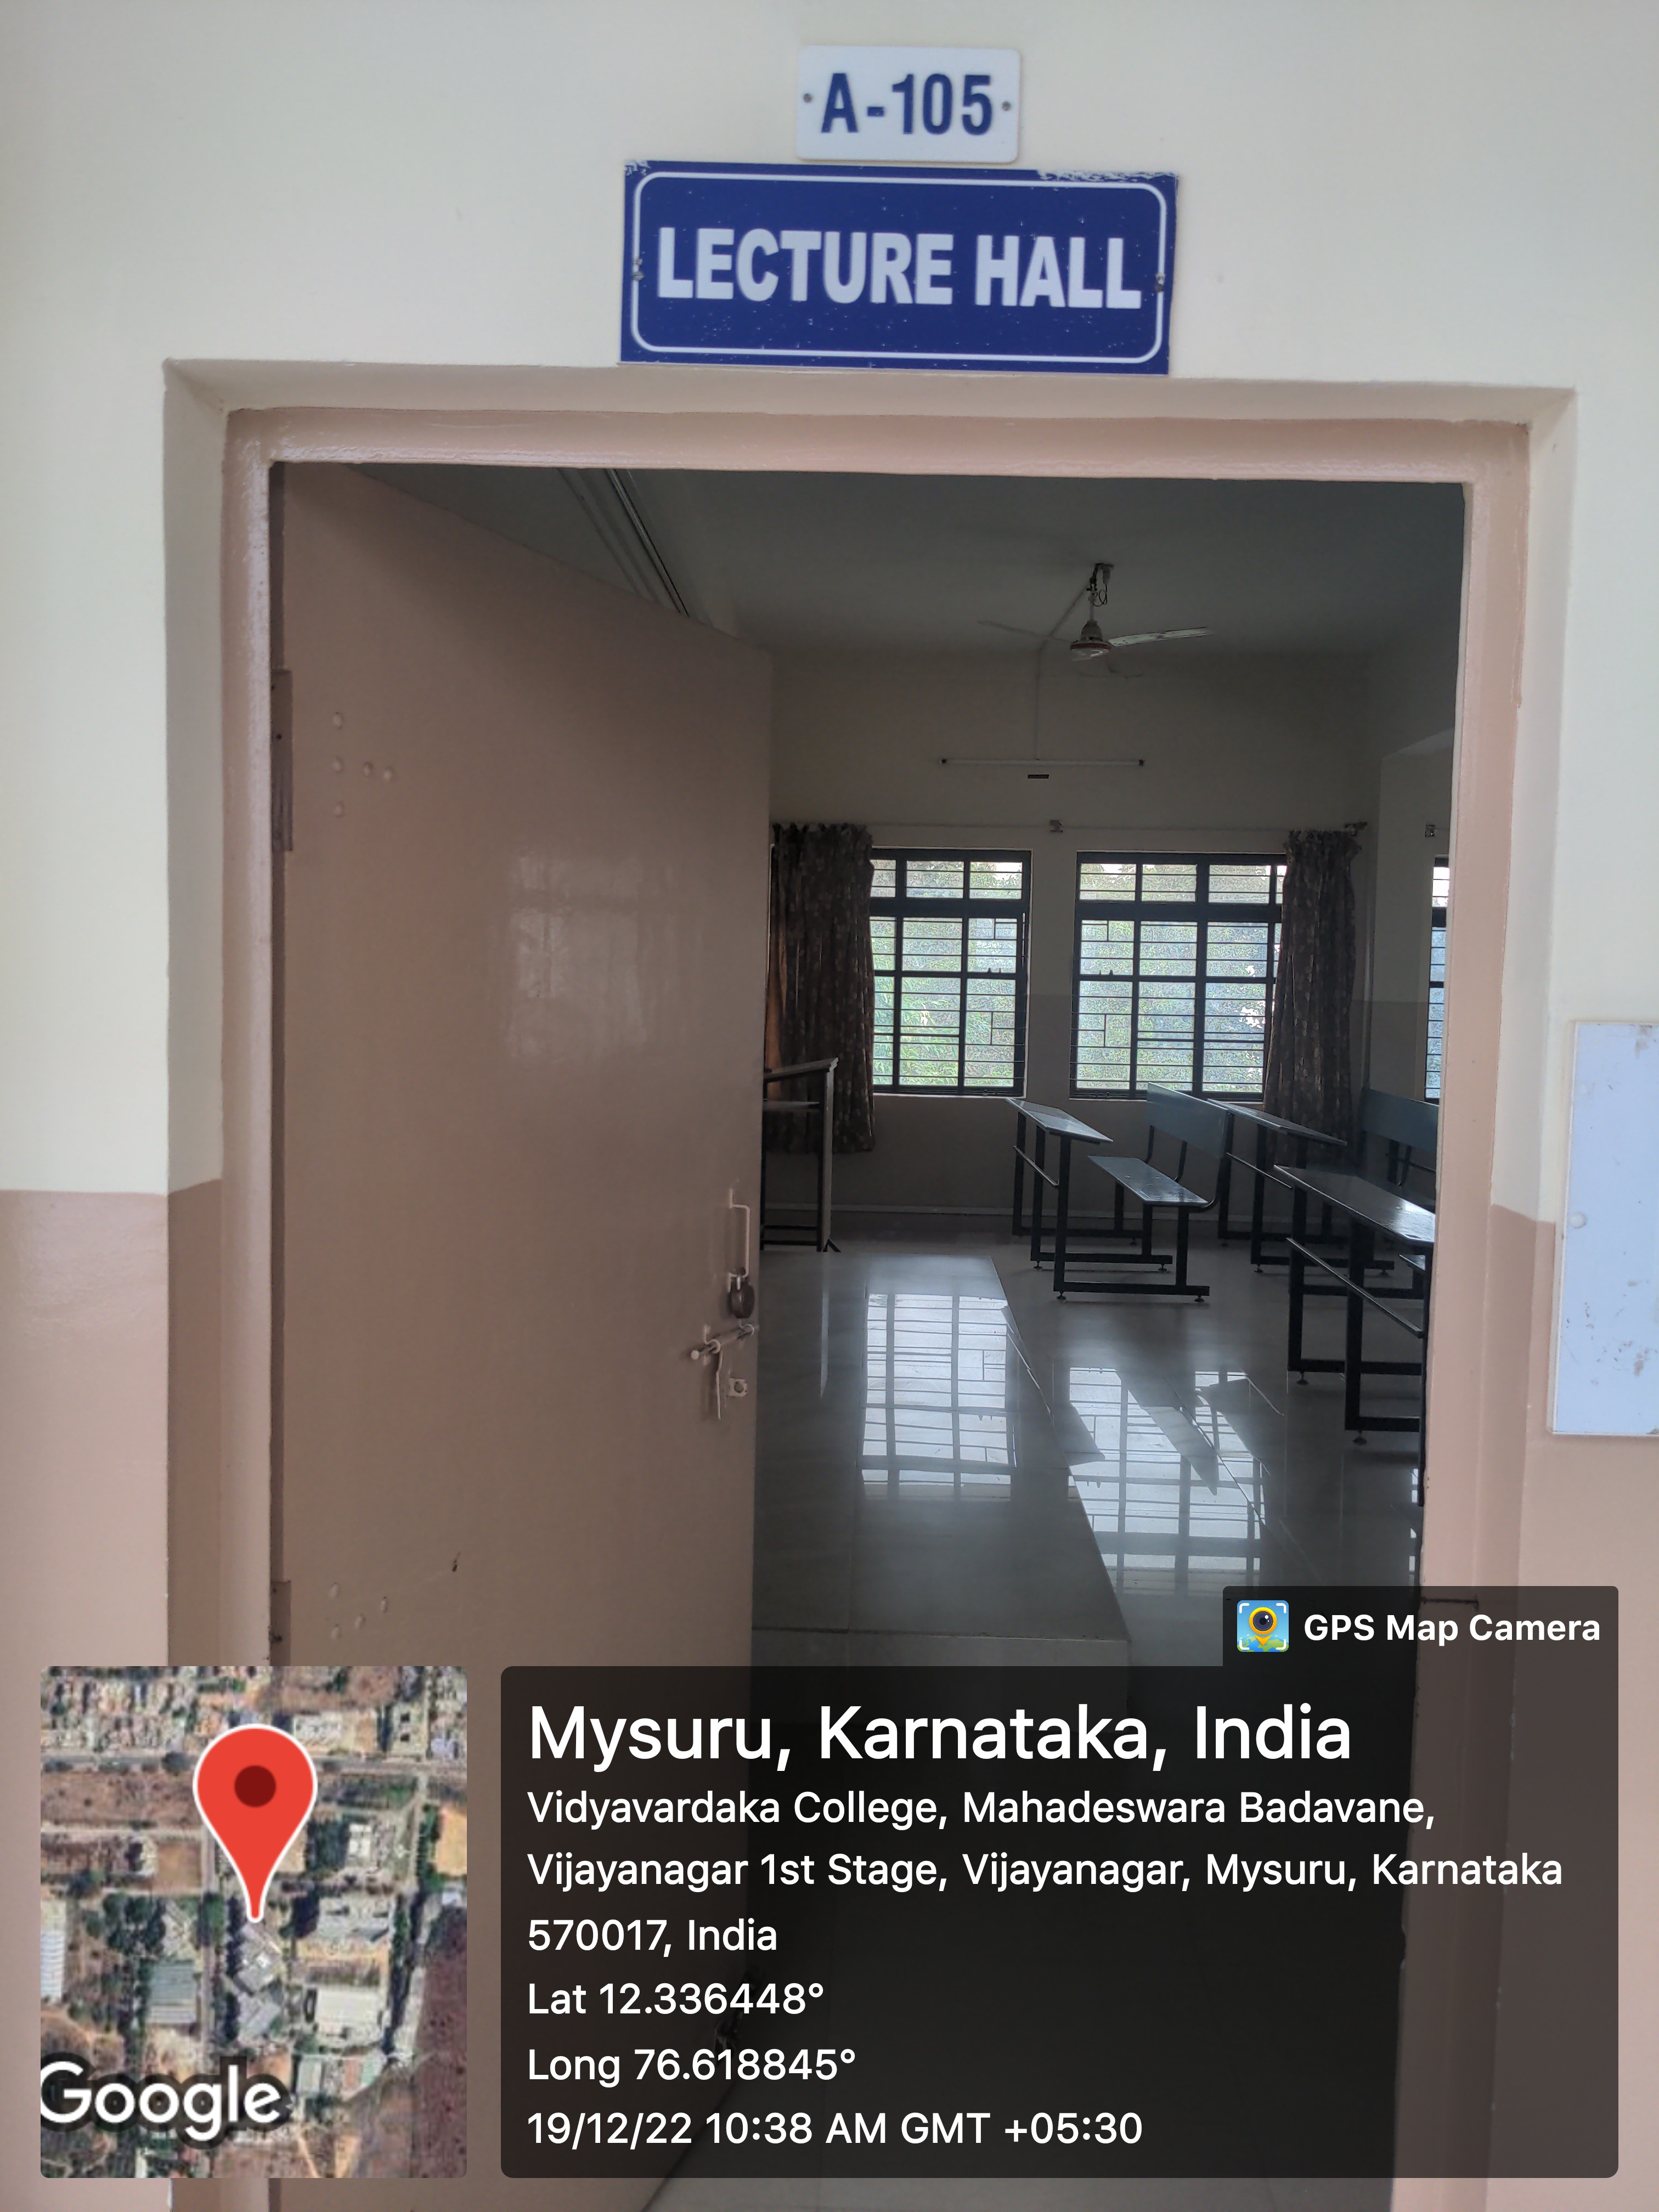 A-105
LECTURE HALL
GPS Map Camera
Mysuru, Karnataka, India
Vidyavardaka College, Mahadeswara Badavane,
Vijayanagar 1st Stage, Vijayanagar, Mysuru, Karnataka
570017, India
Lat 12.336448°
Long 76.618845°
19/12/22 10:38 AM GMT +05:30
Google